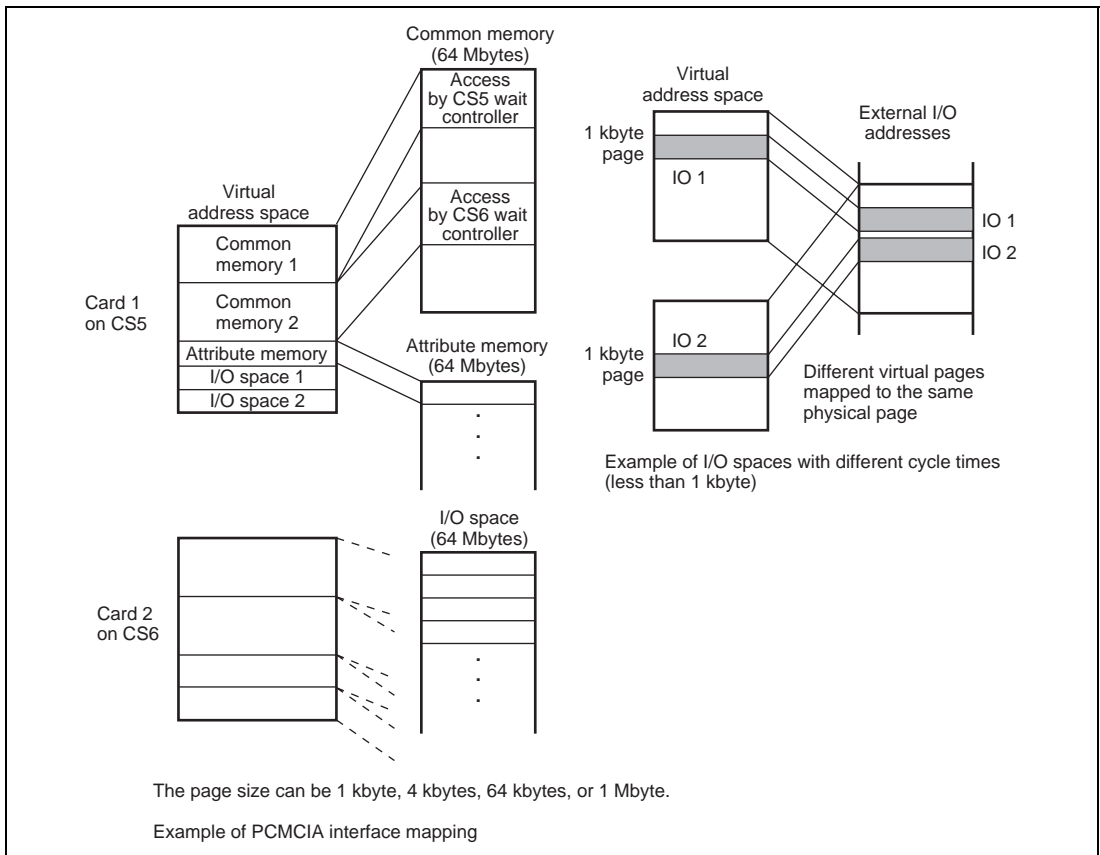 Common memory
(64 Mbytes)
Access
by CS5 wait
controller
Access
by CS6 wait
controller
Virtual
address space
Common
memory 1
Common
memory 2
Attribute memory
I/O space 1
I/O space 2
Card 1
on CS5
Attribute memory
(64 Mbytes)
.
.
.
I/O space
(64 Mbytes)
.
.
.
Card 2
on CS6
Virtual
address space
External I/O
addresses
1 kbyte
page
IO 1
IO 1
IO 2
1 kbyte
page
IO 2
Different virtual pages
mapped to the same
physical page
Example of I/O spaces with different cycle times
(less than 1 kbyte)
The page size can be 1 kbyte, 4 kbytes, 64 kbytes, or 1 Mbyte.
Example of PCMCIA interface mapping